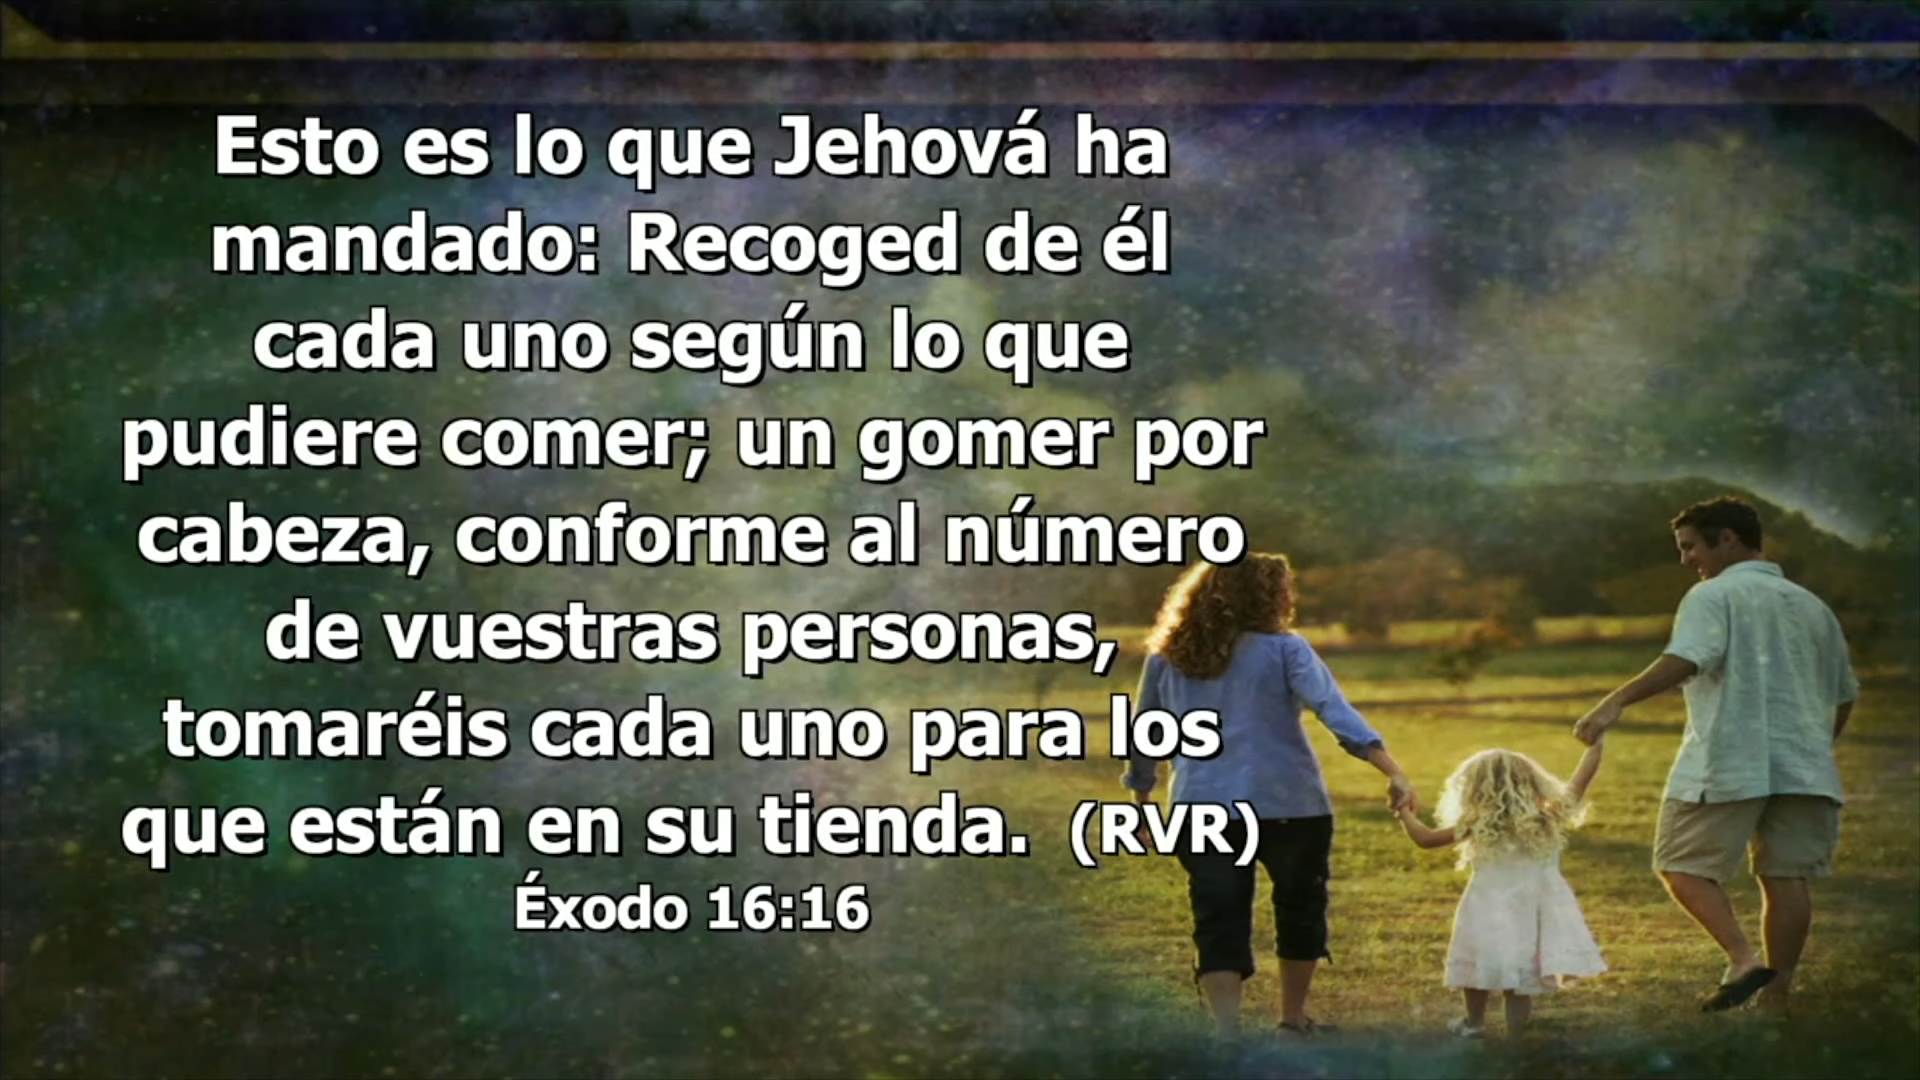 Esto es lo que Jehová ha
mandado: Recoged de él
cada uno según lo que
pudiere comer; un gomer por
cabeza, conforme al número
de vuestras personas,
tomaréis cada uno para los
que están en su tienda. (RVR)
Éxodo 16:16